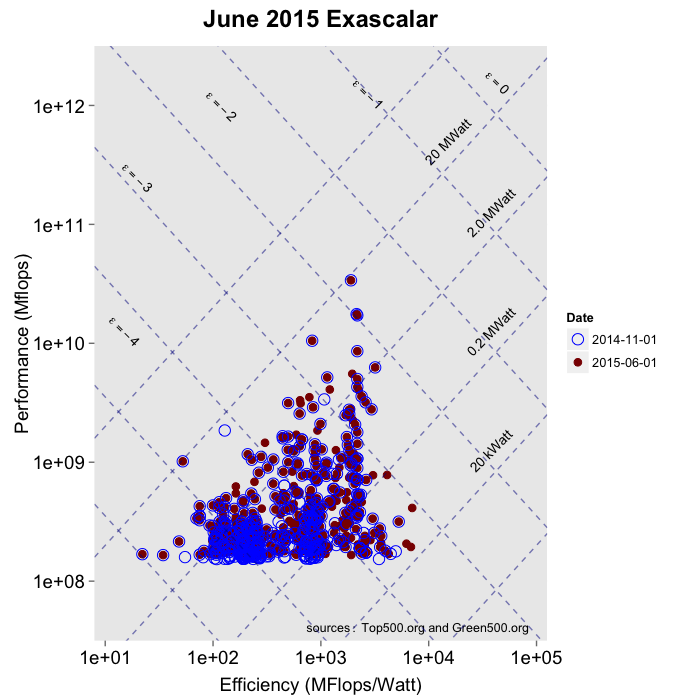 June 2015 Exascalar
ε = 0
ε = −1
ε = −2
20 MWatt
ε = −3
2.0 MWatt
ε = −4
0.2 MWatt
20 kWatt
1e+12
1e+11
1e+10
1e+09
1e+08
Performance (Mflops)
Date
2014-11-01
2015-06-01
sources : Top500.org and Green500.org
1e+01 1e+02 1e+03 1e+04 1e+05
Efficiency (MFlops/Watt)